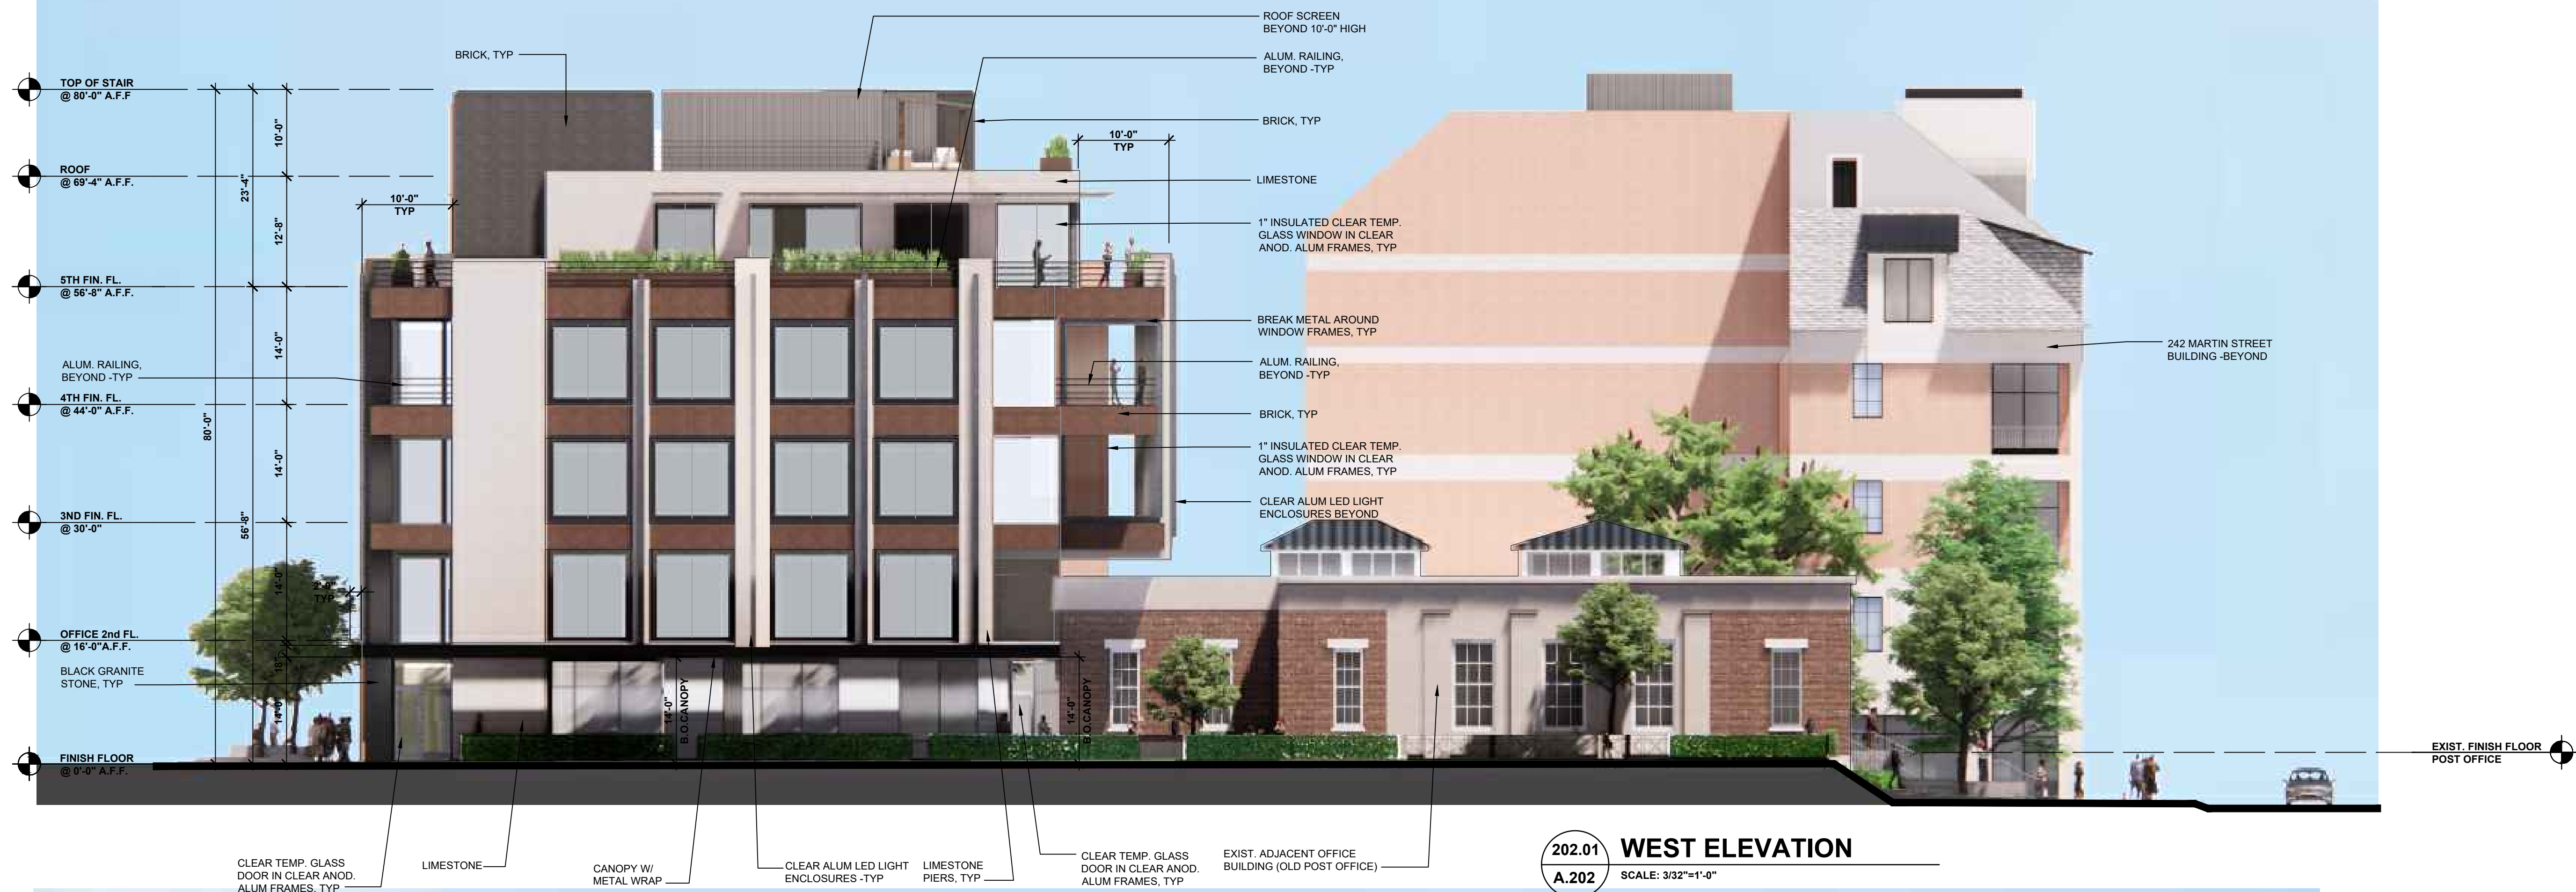 ROOF SCREEN
BEYOND 10'-0" HIGH
BRICK, TYP
ALUM. RAILING,
BEYOND -TYP
TOP OF STAIR
@ 80'-0" A.F.F
BRICK, TYP
10'-0"
10'-0"
TYP
ROOF
@ 69'-4" A.F.F.
23'-4"
LIMESTONE
10'-0"
TYP
12'-8"
1" INSULATED CLEAR TEMP.
GLASS WINDOW IN CLEAR
ANOD. ALUM FRAMES, TYP
5TH FIN. FL.
@ 56'-8" A.F.F.
BREAK METAL AROUND
WINDOW FRAMES, TYP
14'-0"
242 MARTIN STREET
BUILDING -BEYOND
ALUM. RAILING,
BEYOND -TYP
ALUM. RAILING,
BEYOND -TYP
4TH FIN. FL.
@ 44'-0" A.F.F.
80'-0"
BRICK, TYP
14'-0"
1" INSULATED CLEAR TEMP.
GLASS WINDOW IN CLEAR
ANOD. ALUM FRAMES, TYP
CLEAR ALUM LED LIGHT
ENCLOSURES BEYOND
3ND FIN. FL.
@ 30'-0"
56'-8"
14'-0"
TYP
OFFICE 2nd FL.
@ 16'-0"A.F.F.
18"
BLACK GRANITE
STONE, TYP
14'-0"
14'-0"
B.O.CANOPY
14'-0"
B.O.CANOPY
FINISH FLOOR
@ 0'-0" A.F.F.
EXIST. FINISH FLOOR
POST OFFICE
CLEAR TEMP. GLASS
DOOR IN CLEAR ANOD.
ALUM FRAMES, TYP
LIMESTONE
CANOPY W/
METAL WRAP
CLEAR ALUM LED LIGHT
ENCLOSURES -TYP
LIMESTONE
PIERS, TYP
CLEAR TEMP. GLASS
DOOR IN CLEAR ANOD.
ALUM FRAMES, TYP
EXIST. ADJACENT OFFICE
BUILDING (OLD POST OFFICE)
202.01
A.202
WEST ELEVATION
SCALE: 3/32"=1'-0"